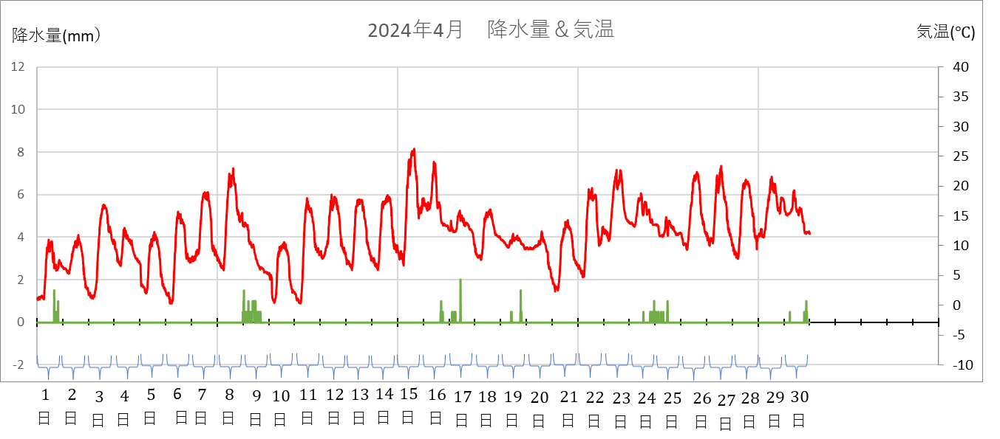 2024年4月　降水量＆気温
降水量(mm）
気温(℃)
12
10
8
6
4
2
0
-2
40
35
30
25
20
15
10
5
0
-5
-10
1日
2日
3日
4日
5日
6日
7日
8日
9日
10日
11日
12日
13日
14日
15日
16日
17日
18日
19日
20日
21日
22日
23日
24日
25日
26日
27日
28日
29日
30日